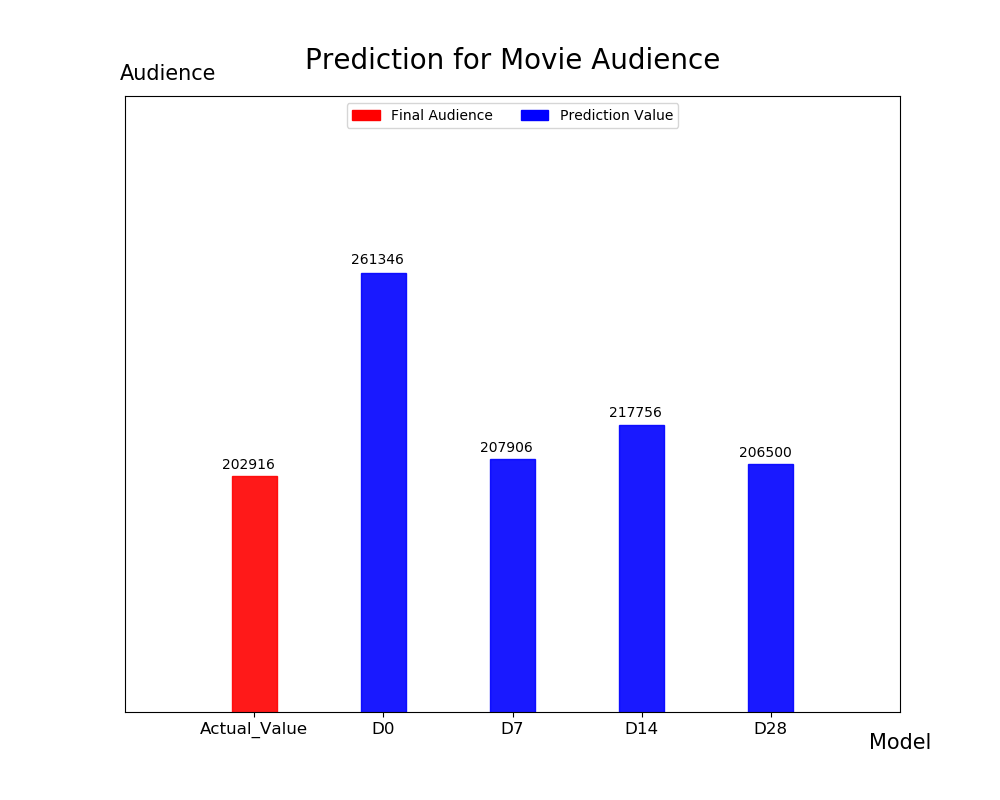 Prediction for Movie Audience
Audience
Final Audience
Prediction Value
261346
217756
207906
206500
202916
Actual_Value
D0
D7
D14
D28
Model